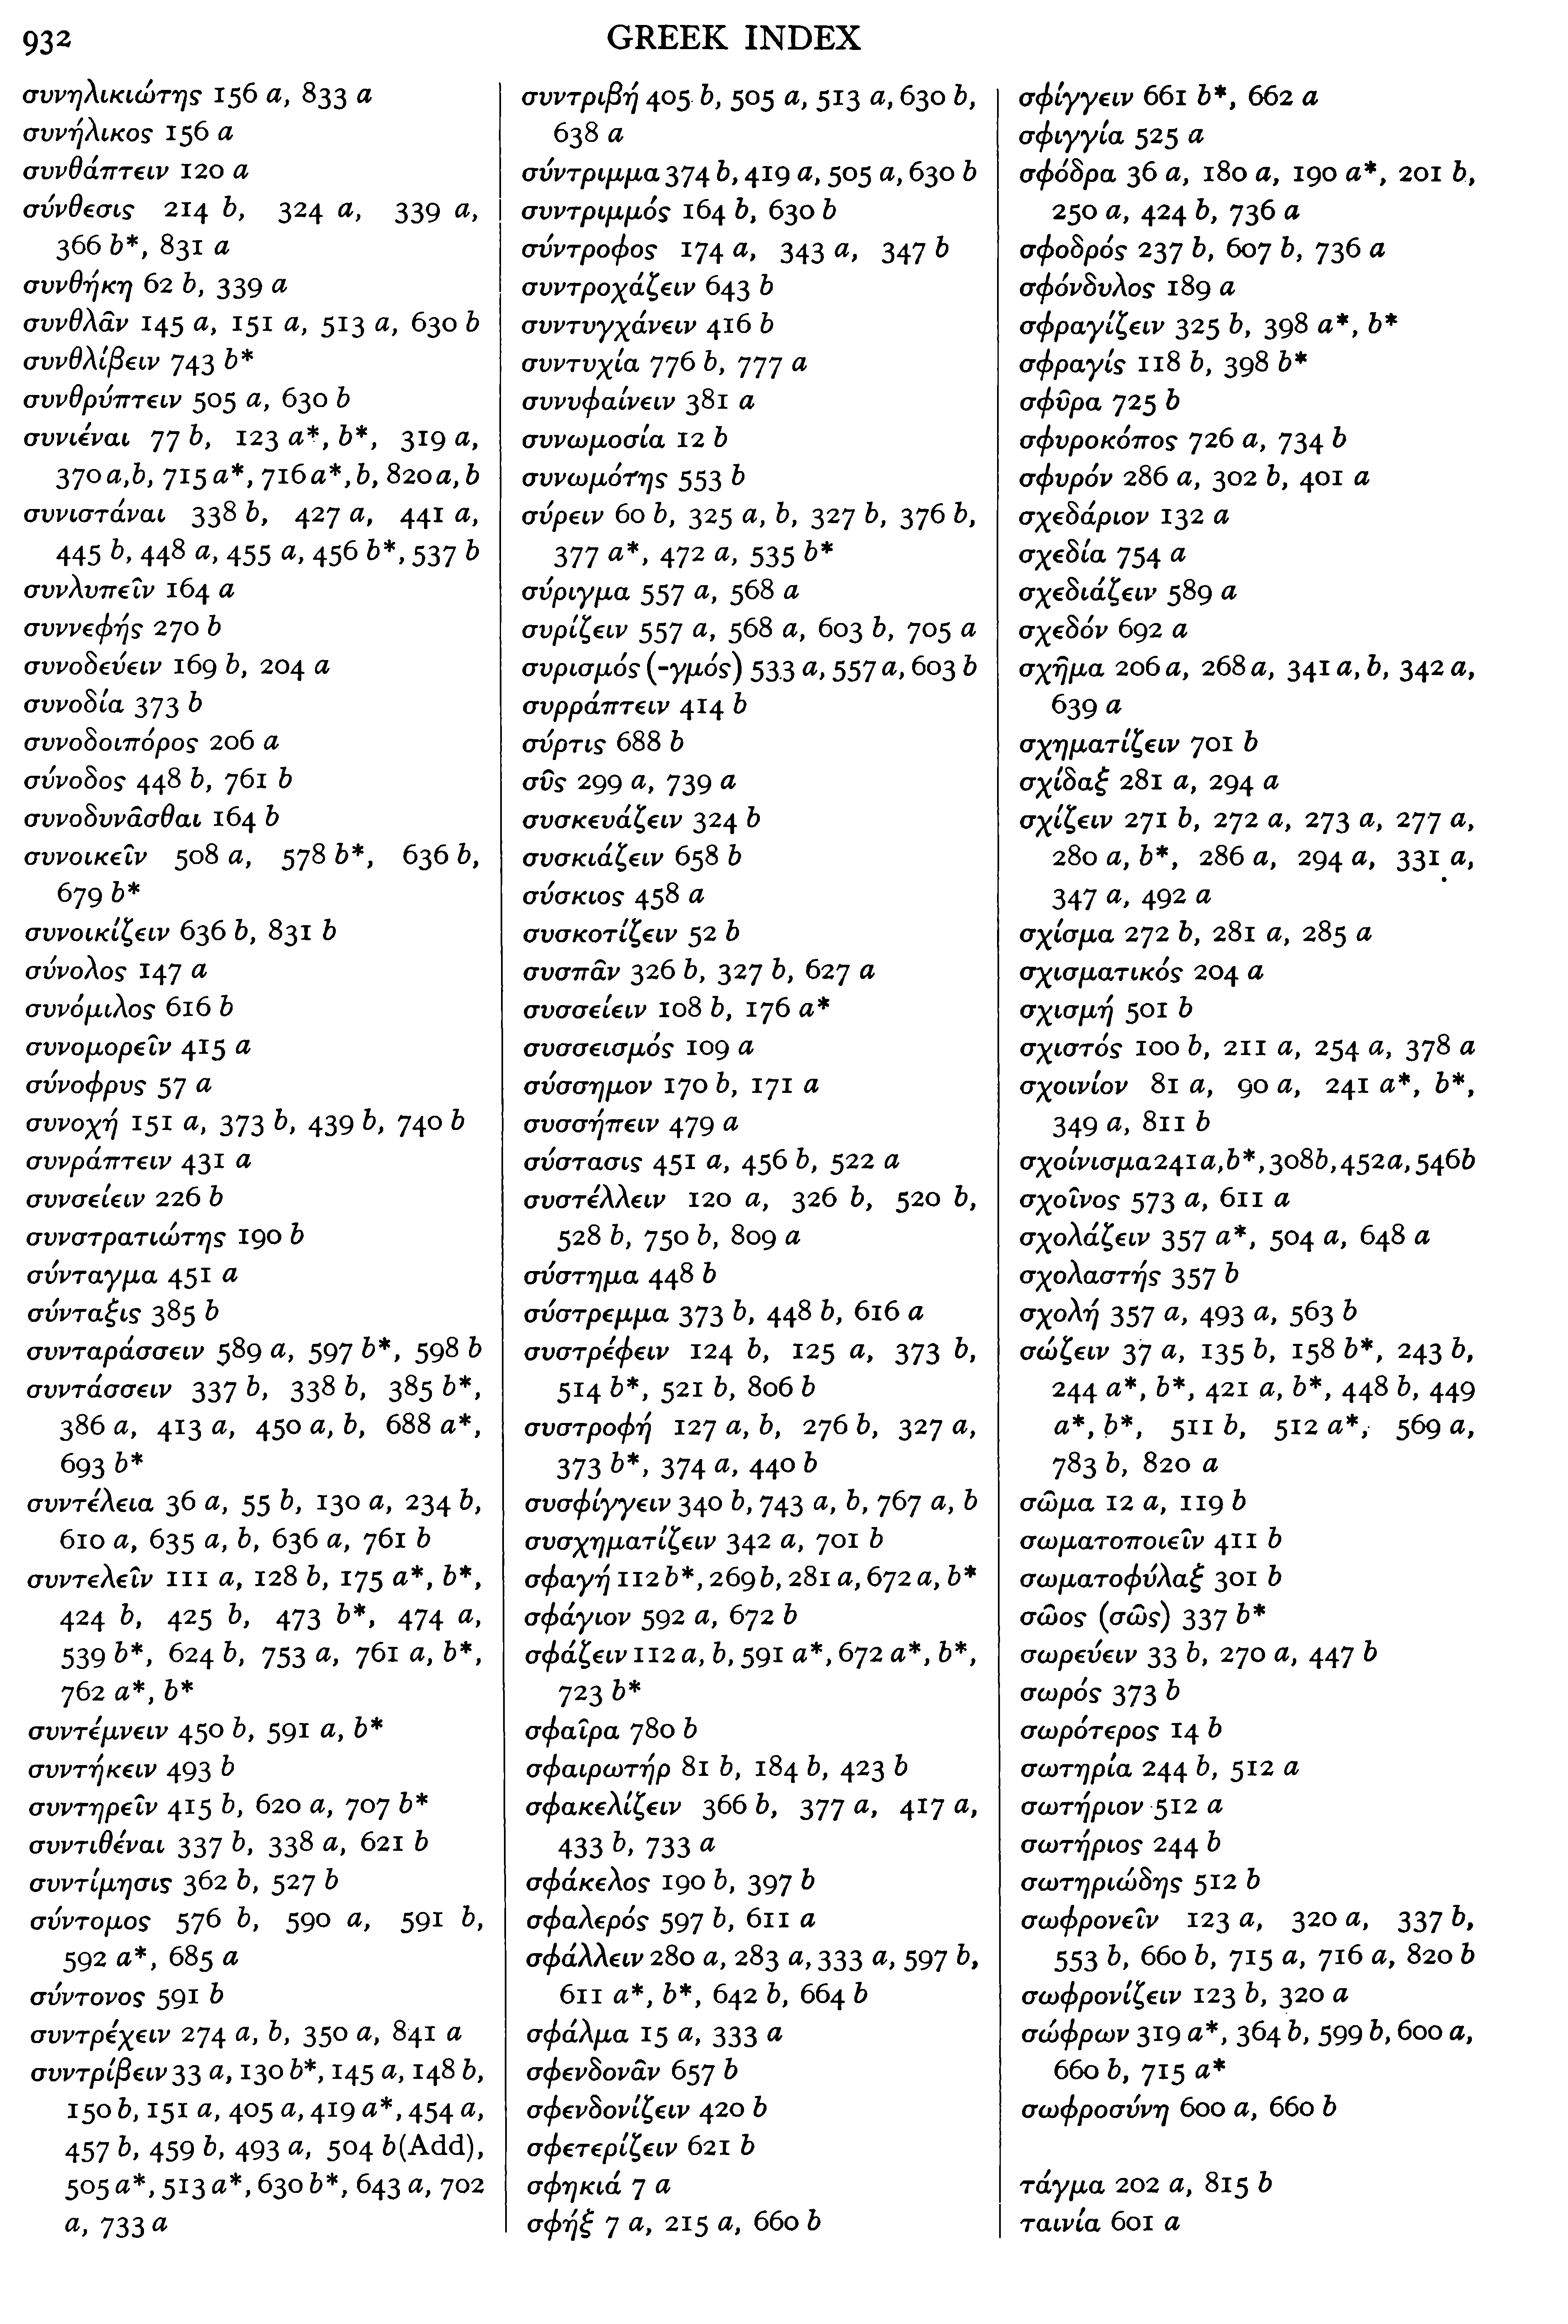 932
GREEK INDEX
συνηλικιώτης 156 a, 833 a
συνήλικος 156 a
συνθάπτειν 120 a
σύνθεσις 214 b, 324 a, 339 a,
366 b*, 831 a
συνθήκη 62 b, 339 a
συνθλᾶν 145 a, 151 a, 513 a, 630 b
συνθλίβειν 743 b*
συνθρύπτειν 505 a, 630 b
συνιέναι 77 b, 123 a*, b*, 319 a,
370 a,b, 715 a*, 716 a*, b, 820 a, b
συνιστάναι 338 b, 427 a, 441 a,
445 b, 448 a, 455 a, 456 b*, 537 b
συνλυπεῖν 164 a
συννεφής 270 b
συνοδεύειν 169 b, 204 a
συνοδία 373 b
συνοδοιπόρος 206 a
σύνοδος 448 b, 761 b
συνοδυνᾶσθαι 164 b
συνοικεῖν 508 a, 578 b*, 636 b,
679 b*
συνοικίζειν 636 b, 831 b
σύνολος 147 a
συνόμιλος 616 b
συνομορεῖν 415 a
σύνοφρυς 57 a
συνοχή 151 a, 373 b, 439 b, 740 b
συνράπτειν 431 a
συνσείειν 226 b
συνστρατιώτης 190 b
σύνταγμα 451 a
σύνταξις 385 b
συνταράσσειν 589 a, 597 b*, 598 b
συντάσσειν 337 b, 338 b, 385 b*,
386 a, 413 a, 450 a, b, 688 a*,
693 b*
συντέλεια 36 a, 55 b, 130 a, 234 b,
610 a, 635 a, b, 636 a, 761 b
συντελεῖν 111 a, 128 b, 175 a*, b*,
424 b, 425 b, 473 b*, 474 a,
539 b*, 624 b, 753 a, 761 a, b*,
762 a*, b*
συντέμνειν 450 b, 591 a, b*
συντήκειν 493 b
συντηρεῖν 415 b, 620 a, 707 b*
συντιθέναι 337 b, 338 a, 621 b
συντίμησις 362 b, 527 b
σύντομος 576 b, 590 a, 591 b,
592 a*, 685 a
σύντονος 591 b
συντρέχειν 274 a, b, 350 a, 841 a
συντρίβειν 33 a, 130 b*, 145 a, 148 b,
150 b, 151 a, 405 a, 419 a*, 454 a,
457 b, 459 b, 493 a, 504 b(Add),
505 a*, 513 a*, 630 b*, 643 a, 702
a, 733 a
συντριβή 405 b, 505 a, 513 a, 630 b,
638 a
σύντριμμα 374 b, 419 a, 505 a, 630 b
συντριμμός 164 b, 630 b
σύντροφος 174 a, 343 a, 347 b
συντροχάζειν 643 b
συντυγχάνειν 416 b
συντυχία 776 b, 777 a
συνυφαίνειν 381 a
συνωμοσία 12 b
συνωμότης 553 b
σύρειν 60 b, 325 a, b, 327 b, 376 b,
377 a*, 472 a, 535 b*
σύριγμα 557 a, 568 a
συρίζειν 557 a, 568 a, 603 b, 705 a
συρισμός (-γμός) 533 a, 557 a, 603 b
συρράπτειν 414 b
σύρτις 688 b
σῦς 299 a, 739 a
συσκευάζειν 324 b
συσκιάζειν 658 b
σύσκιος 458 a
συσκοτίζειν 52 b
συσπᾶν 326 b, 327 b, 627 a
συσσείειν 108 b, 176 a*
συσσεισμός 109 a
σύσσημον 170 b, 171 a
συσσήπειν 479 a
σύστασις 451 a, 456 b, 522 a
συστέλλειν 120 a, 326 b, 520 b,
528 b, 750 b, 809 a
σύστημα 448 b
σύστρεμμα 373 b, 448 b, 616 a
συστρέφειν 124 b, 125 a, 373 b,
514 b*, 521 b, 806 b
συστροφή 127 a, b, 276 b, 327 a,
373 b*, 374 a, 440 b
συσφίγγειν 340 b, 743 a, b, 767 a, b
συσχηματίζειν 342 a, 701 b
σφαγή 112 b*, 269 b, 281 a, 672 a, b*
σφάγιον 592 a, 672 b
σφάζειν 112 a, b, 591 a*, 672 a*, b*,
723 b*
σφαῖρα 780 b
σφαιρωτήρ 81 b, 184 b, 423 b
σφακελίζειν 366 b, 377 a, 417 a,
433 b, 733 a
σφάκελος 190 b, 397 b
σφαλερός 597 b, 611 a
σφάλλειν 280 a, 283 a, 333 a, 597 b,
611 a*, b*, 642 b, 664 b
σφάλμα 15 a, 333 a
σφενδονᾶν 657 b
σφενδονίζειν 420 b
σφετερίζειν 621 b
σφηκιά 7 a
σφήξ 7 a, 215 a, 660 b
σφίγγειν 661 b*, 662 a
σφιγγία 525 a
σφόδρα 36 a, 180 a, 190 a*, 201 b,
250 a, 424 b, 736 a
σφοδρός 237 b, 607 b, 736 a
σφόνδυλος 189 a
σφραγίζειν 325 b, 398 a*, b*
σφραγίς 118 b, 398 b*
σφῦρα 725 b
σφυροκόπος 726 a, 734 b
σφυρόν 286 a, 302 b, 401 a
σχεδάριον 132 a
σχεδία 754 a
σχεδιάζειν 589 a
σχεδόν 692 a
σχῆμα 206 a, 268 a, 341 a, b, 342 a,
639 a
σχηματίζειν 701 b
σχίδαξ 281 a, 294 a
σχίζειν 271 b, 272 a, 273 a, 277 a,
280 a, b*, 286 a, 294 a, 331 a,
347 a, 492 a
σχίσμα 272 b, 281 a, 285 a
σχισματικός 204 a
σχισμή 501 b
σχιστός 100 b, 211 a, 254 a, 378 a
σχοινίον 81 a, 90 a, 241 a*, b*,
349 a, 811 b
σχοίνισμα 241 a, b*, 308 b, 452 a, 546 b
σχοῖνος 573 a, 611 a
σχολάζειν 357 a*, 504 a, 648 a
σχολαστής 357 b
σχολή 357 a, 493 a, 563 b
σώζειν 37 a, 135 b, 158 b*, 243 b,
244 a*, b*, 421 a, b*, 448 b, 449
a*, b*, 511 b, 512 a*, 569 a,
783 b, 820 a
σῶμα 12 a, 119 b
σωματοποιεῖν 411 b
σωματοφύλαξ 301 b
σῶος (σῶς) 337 b*
σωρεύειν 33 b, 270 a, 447 b
σωρός 373 b
σωρότερος 14 b
σωτηρία 244 b, 512 a
σωτήριον 512 a
σωτήριος 244 b
σωτηριώδης 512 b
σωφρονεῖν 123 a, 320 a, 337 b,
553 b, 660 b, 715 a, 716 a, 820 b
σωφρονίζειν 123 b, 320 a
σώφρων 319 a*, 364 b, 599 b, 600 a,
660 b, 715 a*
σωφροσύνη 600 a, 660 b
τάγμα 202 a, 815 b
ταινία 601 a